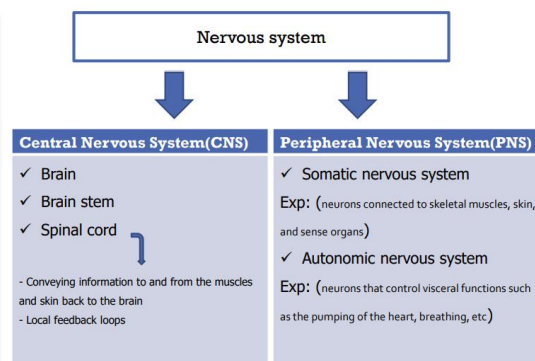 Nervous system
Central Nervous System(CNS)
✓ Brain
✓ Brain stem
✓ Spinal cord
- Conveying information to and from the muscles
and skin back to the brain
- Local feedback loops
Peripheral Nervous System(PNS)
✓ Somatic nervous system
Exp: (neurons connected to skeletal muscles, skin,
and sense organs)
✓ Autonomic nervous system
Exp: (neurons that control visceral functions such
as the pumping of the heart, breathing, etc)